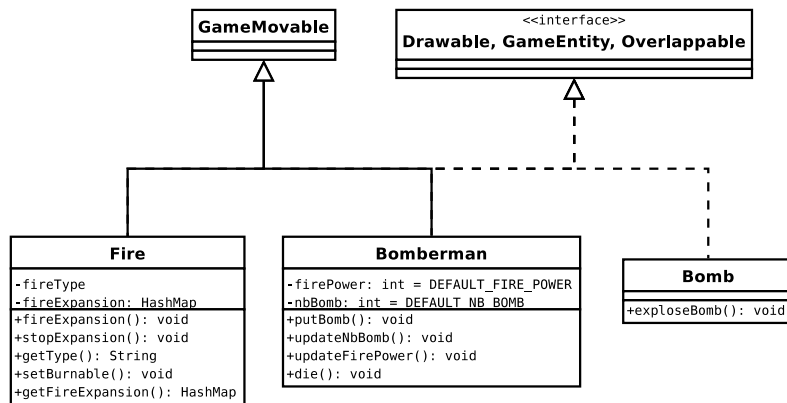 GameMovable
<<interface>>
Drawable, GameEntity, Overlappable
Fire
-fireType
-fireExpansion: HashMap
+fireExpansion(): void
+stopExpansion(): void
+getType(): String
+setBurnable(): void
+getFireExpansion(): HashMap
Bomberman
-firePower: int = DEFAULT_FIRE_POWER
-nbBomb: int = DEFAULT_NB_BOMB
+putBomb(): void
+updateNbBomb(): void
+updateFirePower(): void
+die(): void
Bomb
+exploseBomb(): void